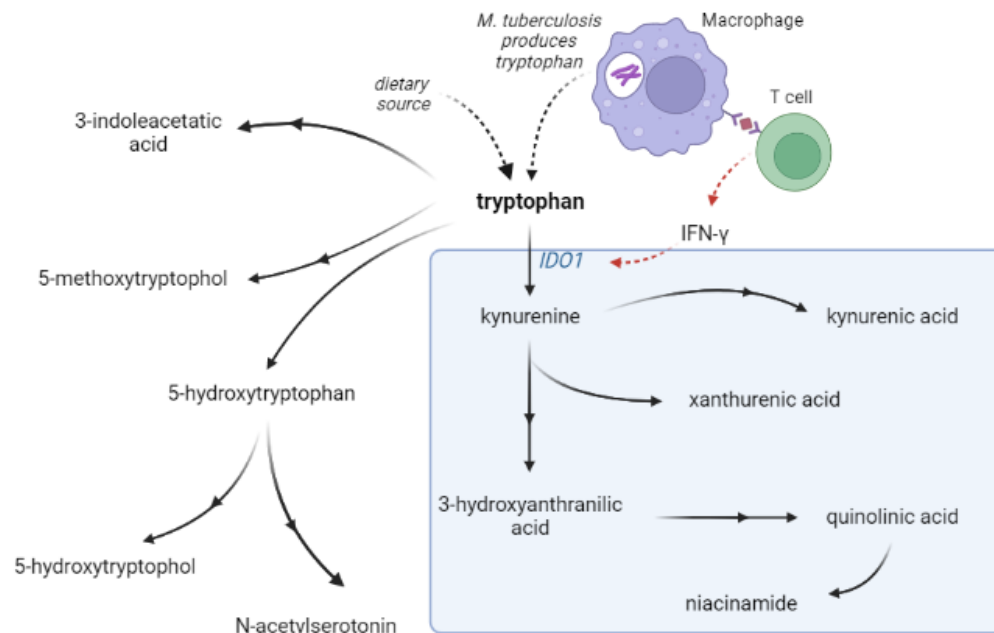 M. tuberculosis
produces
tryptophan
Macrophage
dietary
source
T cell
3-indoleacetatic
acid
tryptophan
IFN-γ
IDO1
5-methoxytryptophol
kynurenine
kynurenic acid
5-hydroxytryptophan
xanthurenic acid
3-hydroxyanthranilic
acid
quinolinic acid
5-hydroxytryptophol
niacinamide
N-acetylserotonin